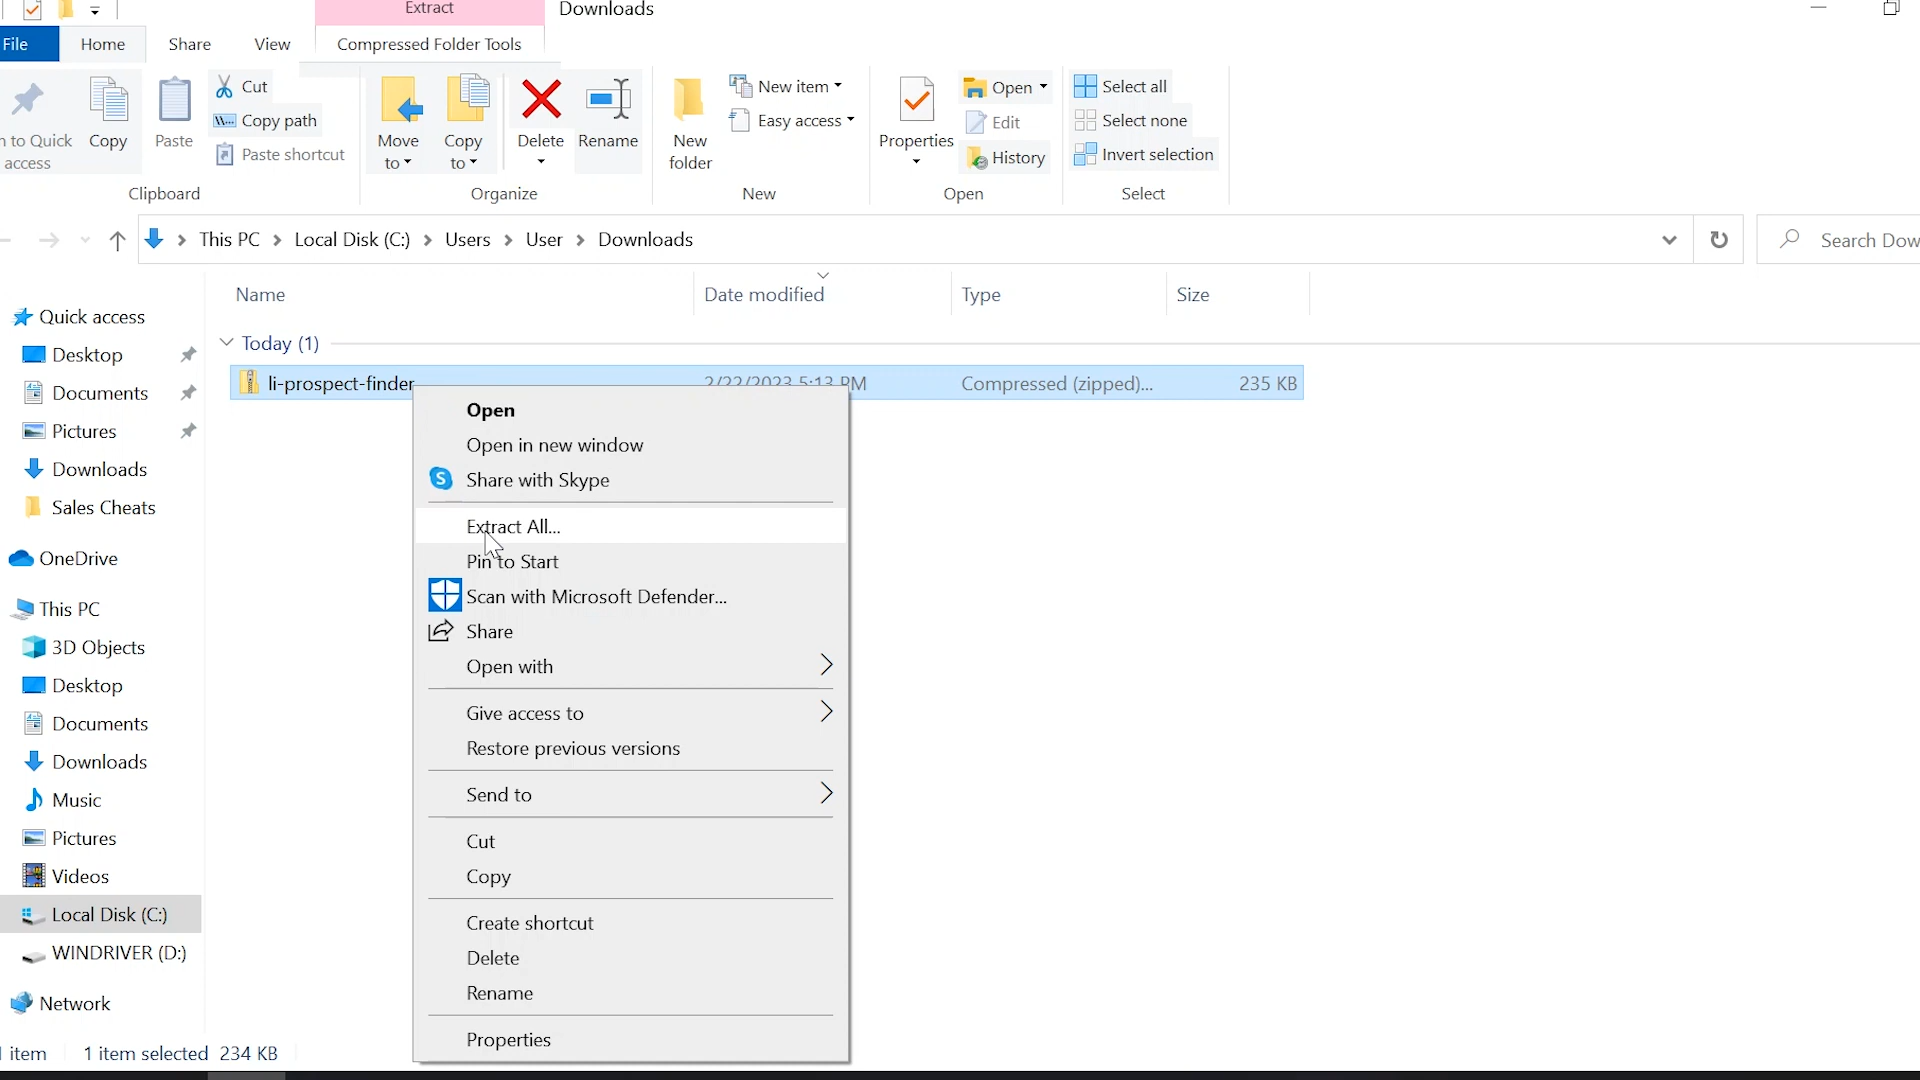 Extract
Downloads
File
Home
Share
View
Compressed Folder Tools
n to Quick
access
Copy
Paste
Cut
Copy path
Paste shortcut
Move
to
Copy
to
Delete
Rename
New
folder
New item
Easy access
Properties
Open
Edit
History
Select all
Select none
Invert selection
Clipboard
Organize
New
Open
Select
This PC > Local Disk (C:) > Users > User > Downloads
Search Dow
Name
Date modified
Type
Size
Quick access
Desktop
Documents
Pictures
Downloads
Sales Cheats
OneDrive
This PC
3D Objects
Desktop
Documents
Downloads
Music
Pictures
Videos
Local Disk (C:)
WINDRIVER (D:)
Network
Today (1)
li-prospect-finder
2/22/2023 5:13 PM
Compressed (zipped)...
235 KB
Open
Open in new window
Share with Skype
Extract All...
Pin to Start
Scan with Microsoft Defender...
Share
Open with
Give access to
Restore previous versions
Send to
Cut
Copy
Create shortcut
Delete
Rename
Properties
item
1 item selected 234 KB